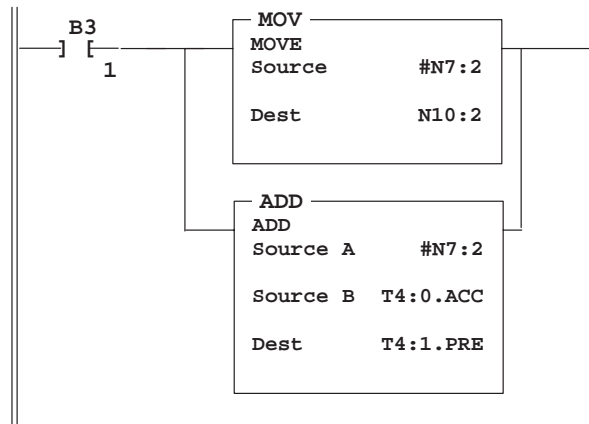 B3
] [
1
MOV
MOVE
Source #N7:2
Dest N10:2
ADD
ADD
Source A #N7:2
Source B T4:0.ACC
Dest T4:1.PRE